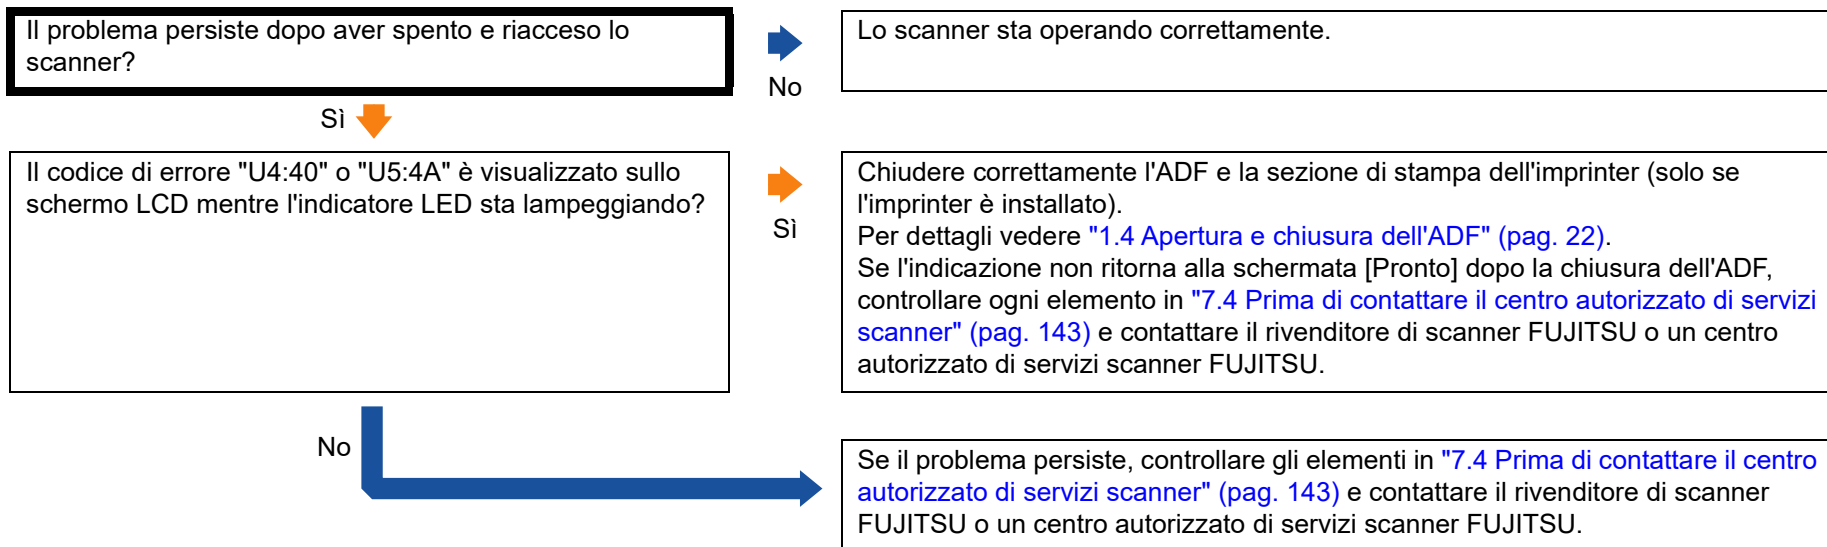 Il problema persiste dopo aver spento e riacceso lo
scanner?
No
Lo scanner sta operando correttamente.
Sì
Il codice di errore "U4:40" o "U5:4A" è visualizzato sullo
schermo LCD mentre l'indicatore LED sta lampeggiando?
Sì
Chiudere correttamente l'ADF e la sezione di stampa dell'imprinter (solo se
l'imprinter è installato).
Per dettagli vedere "1.4 Apertura e chiusura dell'ADF" (pag. 22).
Se l'indicazione non ritorna alla schermata [Pronto] dopo la chiusura dell'ADF,
controllare ogni elemento in "7.4 Prima di contattare il centro autorizzato di servizi
scanner" (pag. 143) e contattare il rivenditore di scanner FUJITSU o un centro
autorizzato di servizi scanner FUJITSU.
No
Se il problema persiste, controllare gli elementi in "7.4 Prima di contattare il centro
autorizzato di servizi scanner" (pag. 143) e contattare il rivenditore di scanner
FUJITSU o un centro autorizzato di servizi scanner FUJITSU.